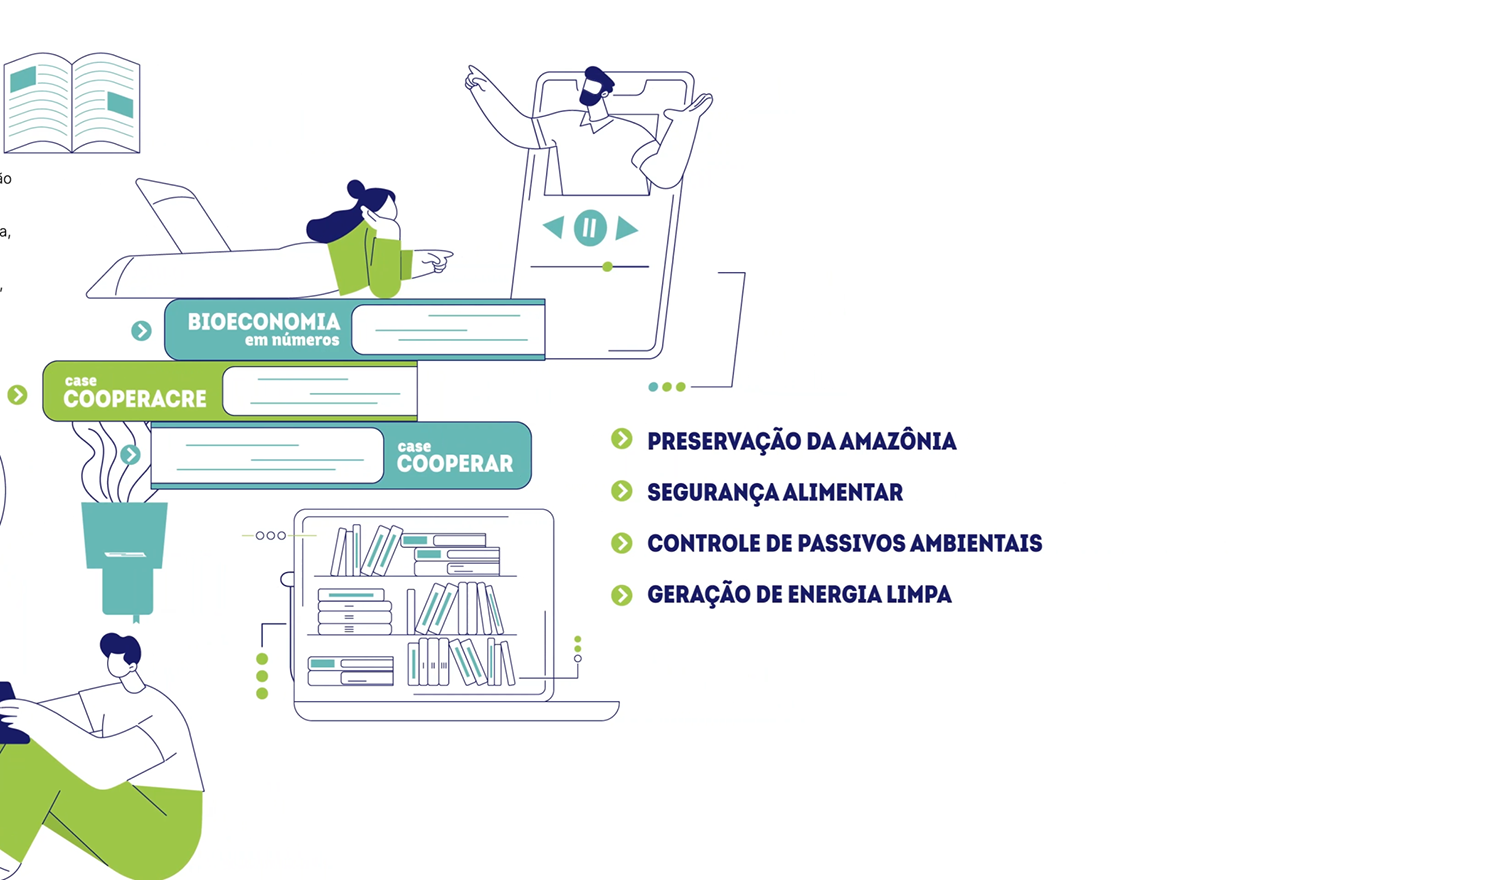 ão
a,
,
BIOECONOMIA
em números
case
COOPERACRE
case
COOPERAR
PRESERVAÇÃO DA AMAZÔNIA
SEGURANÇA ALIMENTAR
CONTROLE DE PASSIVOS AMBIENTAIS
GERAÇÃO DE ENERGIA LIMPA